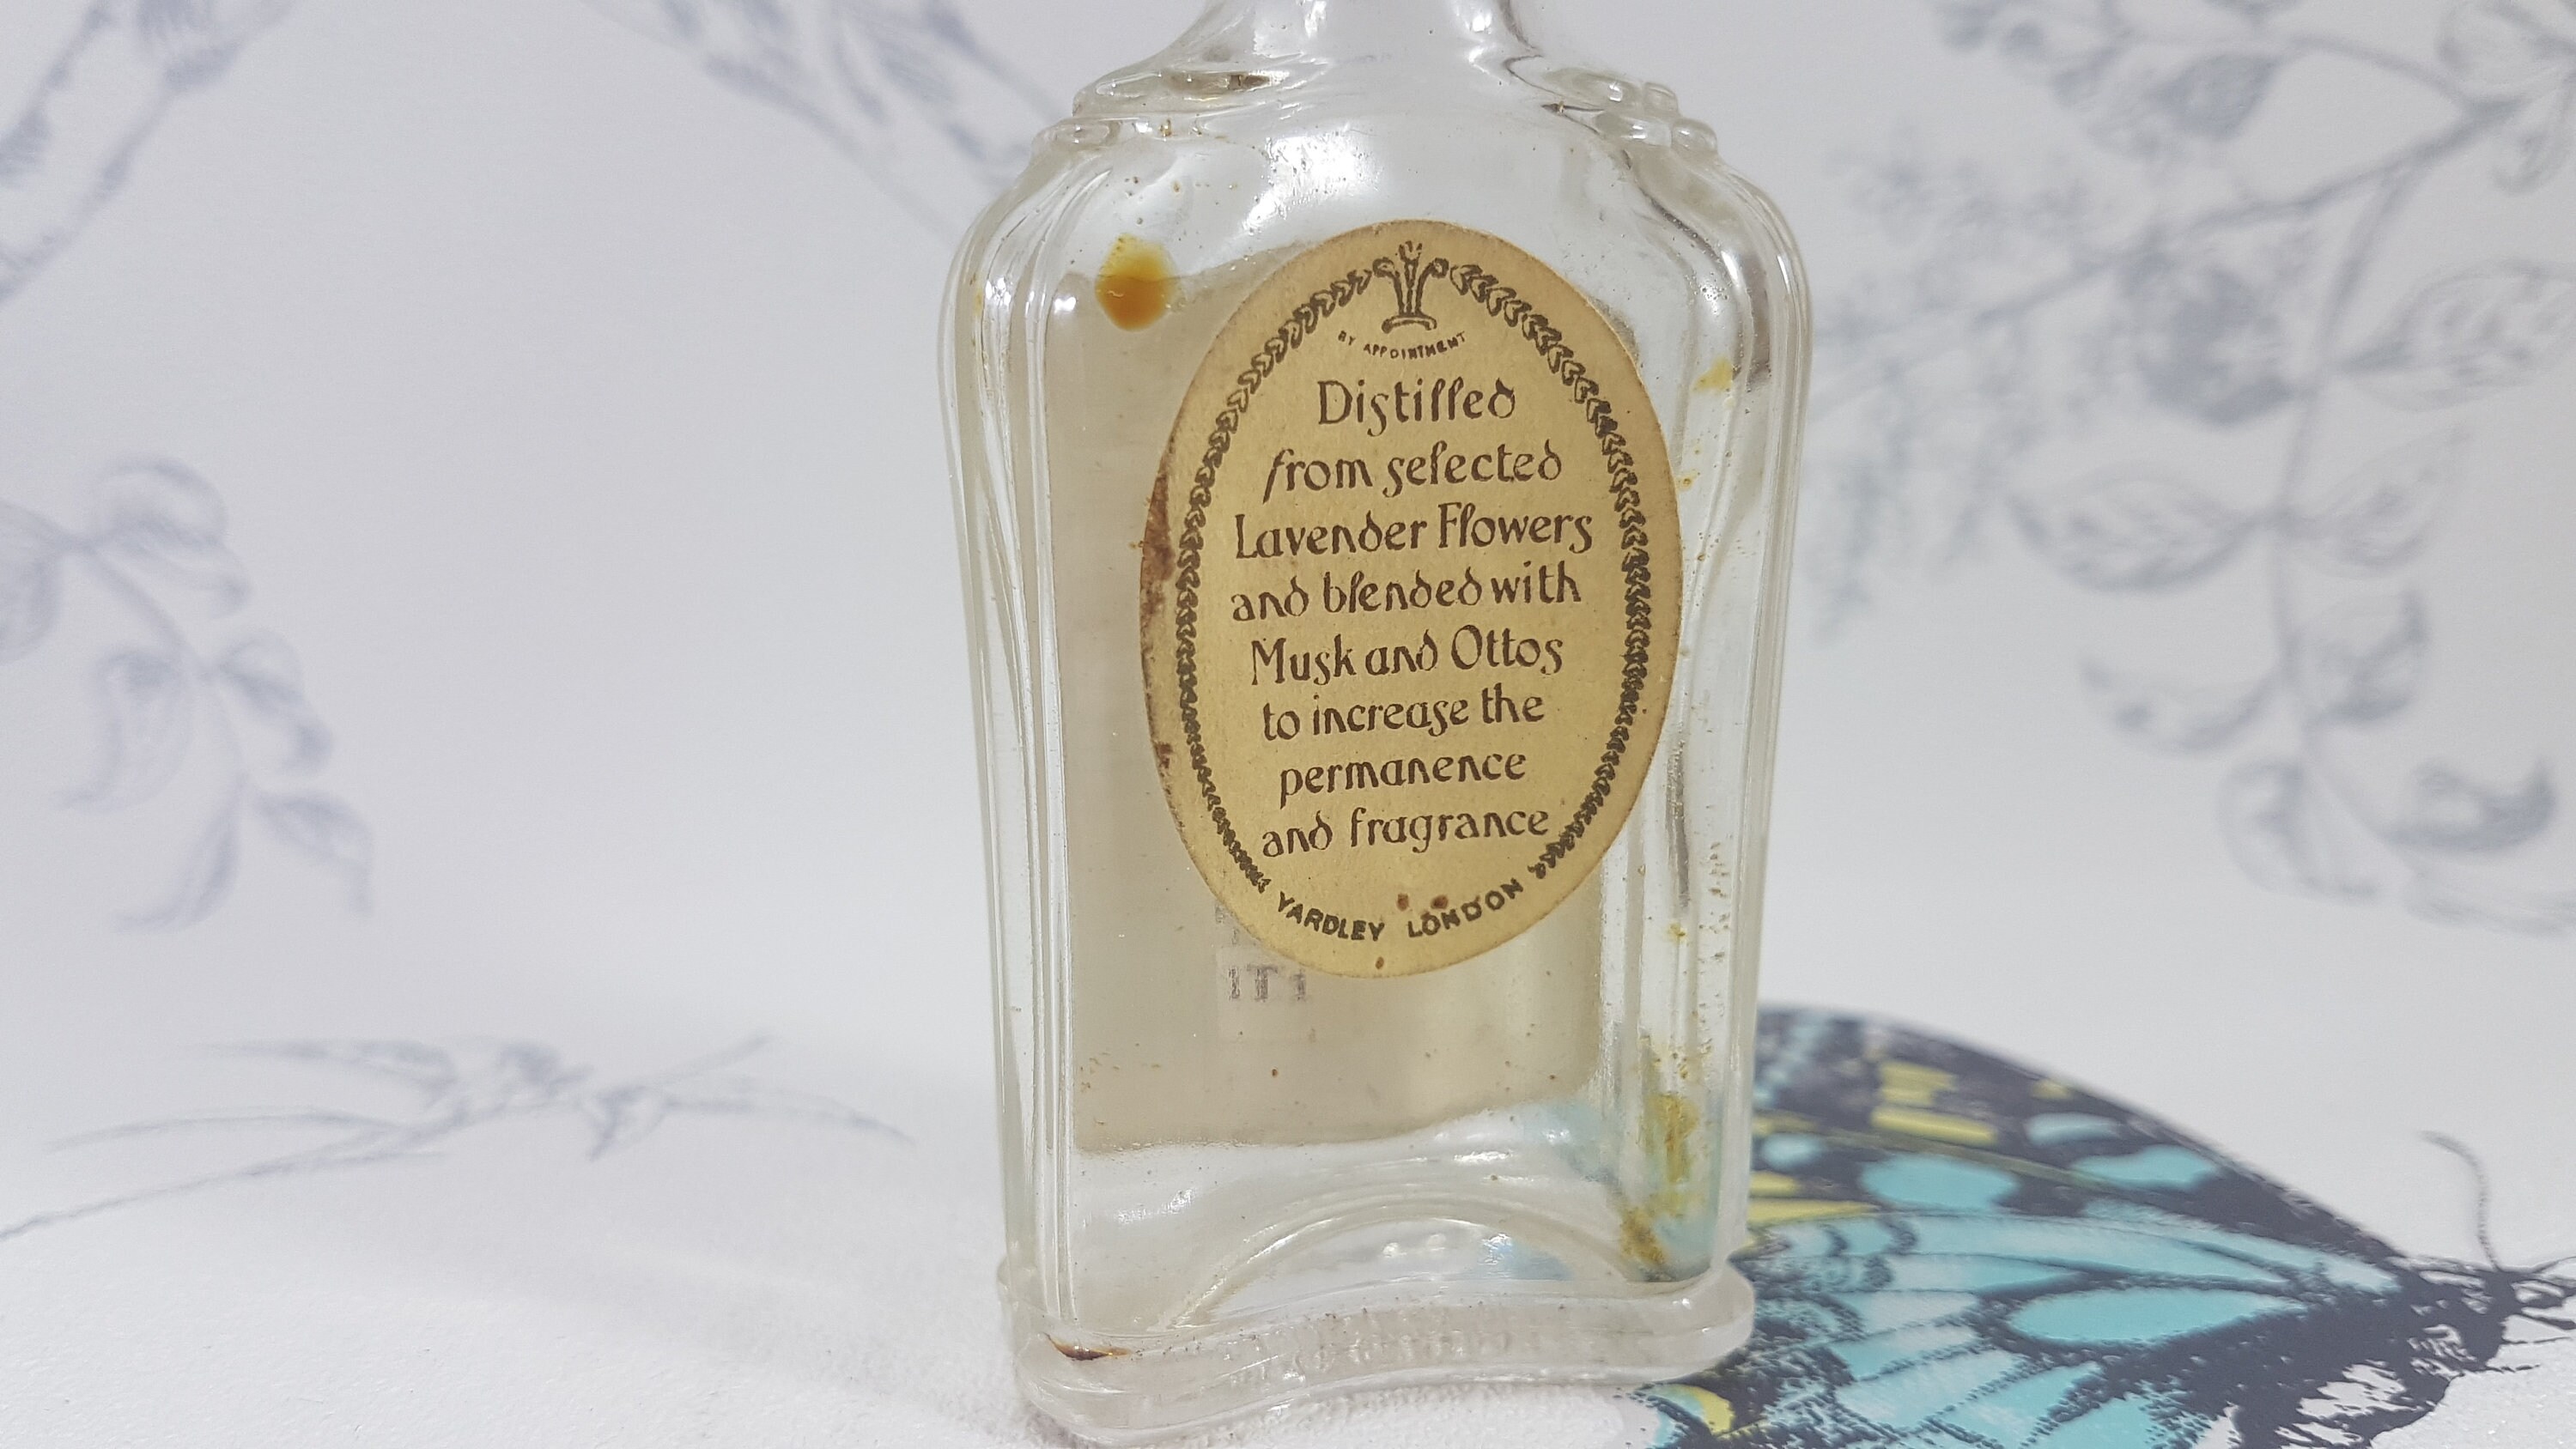 BY APPOINTMENT
Distilled
from selected
Lavender Flowers
and blended with
Musk and Ottos
to increase the
permanence
and fragrance
YARDLEY LONDON